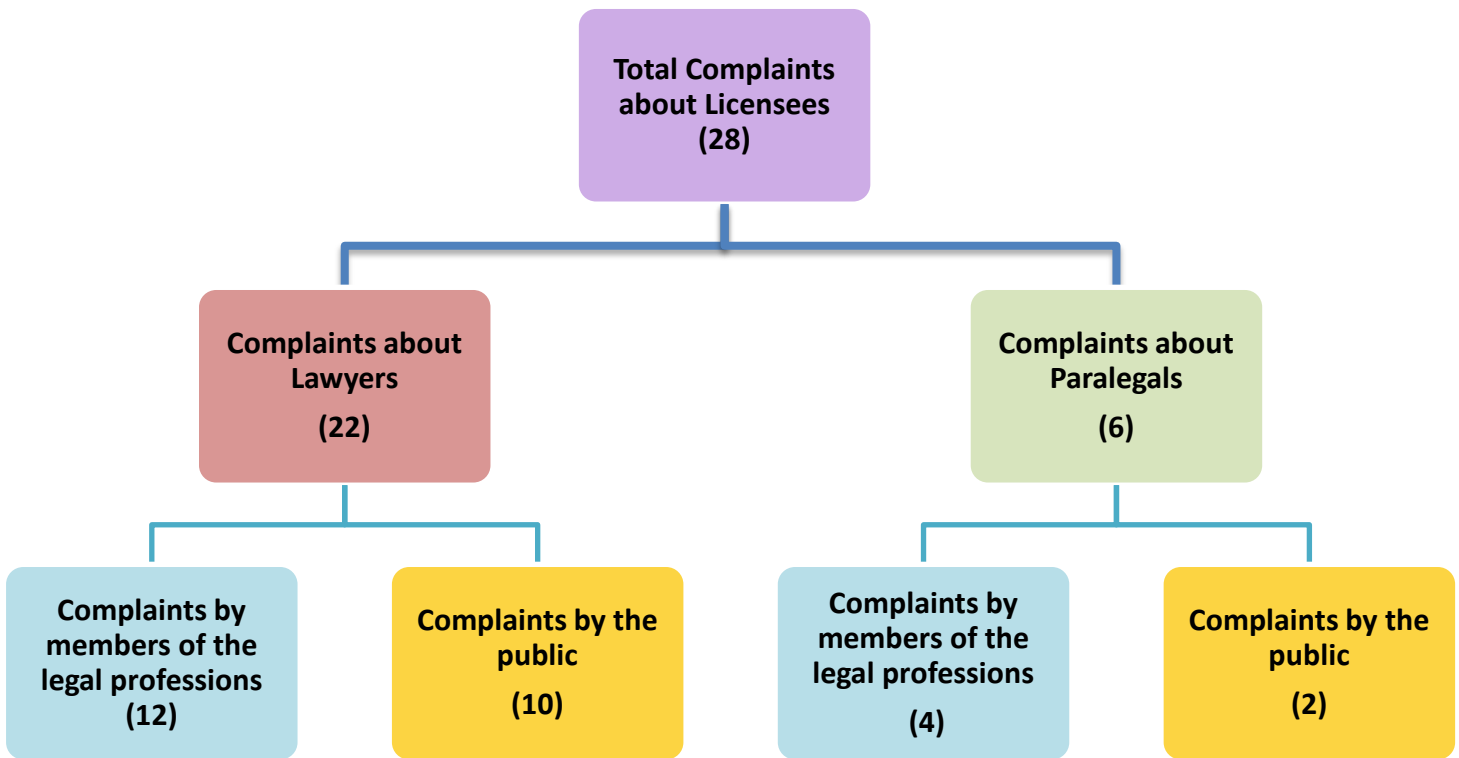 Total Complaints
about Licensees
(28)
Complaints about
Lawyers
(22)
Complaints about
Paralegals
(6)
Complaints by
members of the
legal professions
(12)
Complaints by the
public
(10)
Complaints by
members of the
legal professions
(4)
Complaints by the
public
(2)